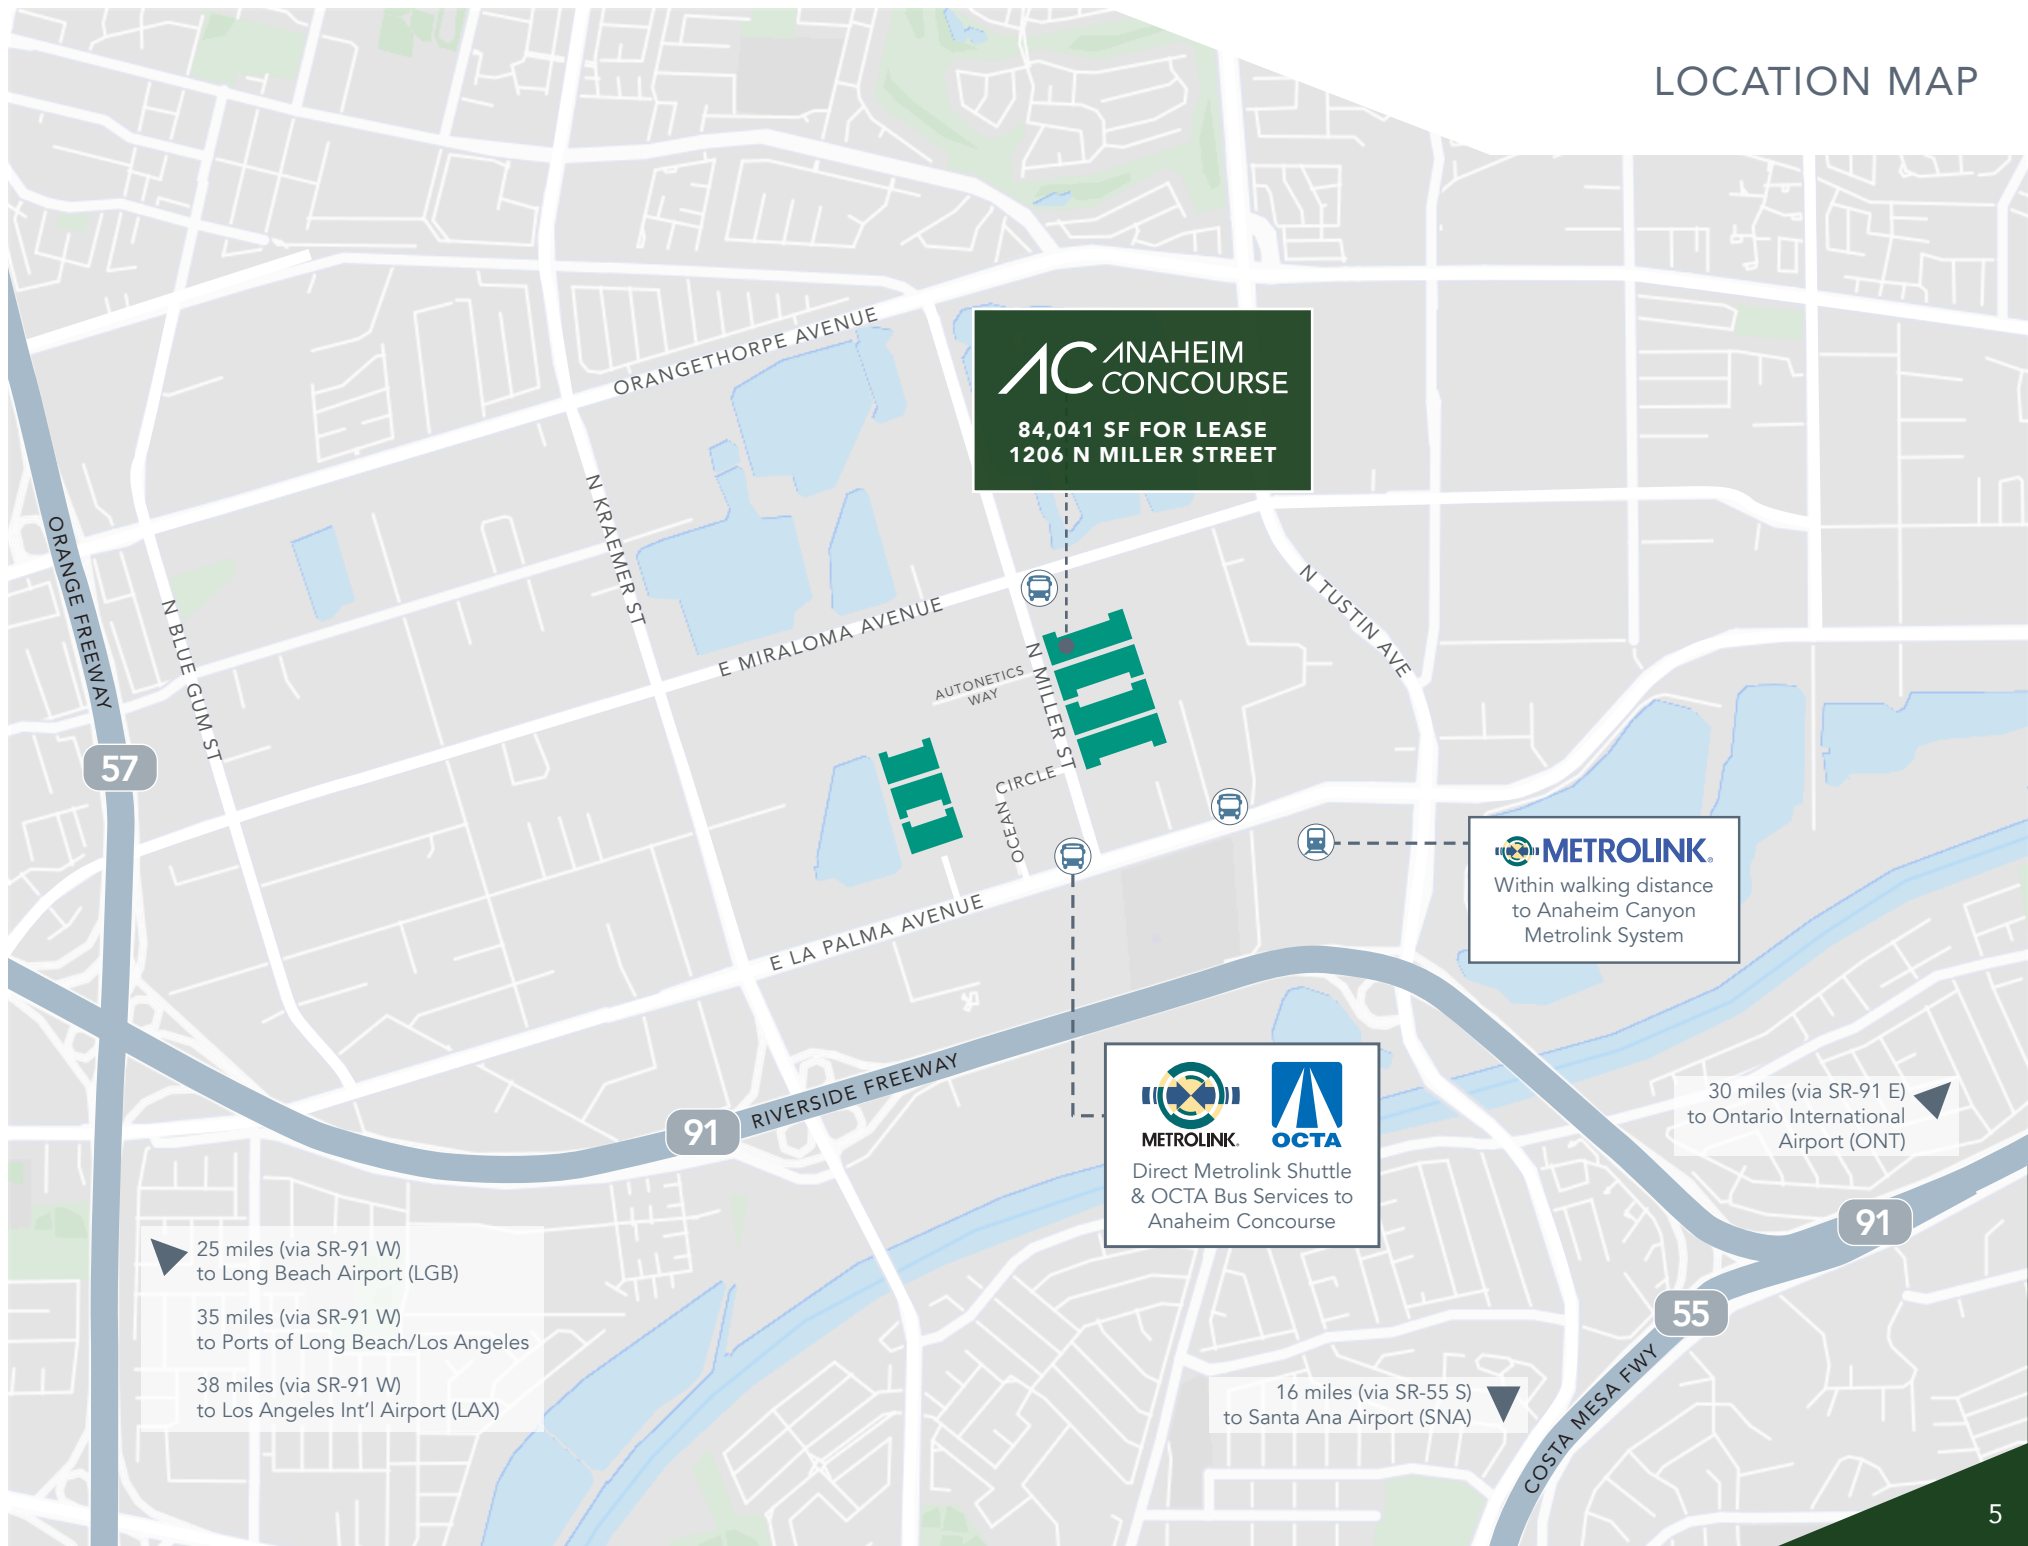 LOCATION MAP
ORANGETHORPE AVENUE
AC ANAHEIM
CONCOURSE
84,041 SF FOR LEASE
1206 N MILLER STREET
ORANGE FREEWAY
N BLUE GUM ST
N KRAEMER ST
E MIRALOMA AVENUE
AUTONETICS
WAY
N MILLER ST
N TUSTIN AVE
57
CIRCLE
OCEAN
E LA PALMA AVENUE
METROLINK®
Within walking distance
to Anaheim Canyon
Metrolink System
RIVERSIDE FREEWAY
91
METROLINK®
OCTA
Direct Metrolink Shuttle
& OCTA Bus Services to
Anaheim Concourse
30 miles (via SR-91 E)
to Ontario International
Airport (ONT)
91
55
COSTA MESA FWY
25 miles (via SR-91 W)
to Long Beach Airport (LGB)
35 miles (via SR-91 W)
to Ports of Long Beach/Los Angeles
38 miles (via SR-91 W)
to Los Angeles Int'l Airport (LAX)
16 miles (via SR-55 S)
to Santa Ana Airport (SNA)
5